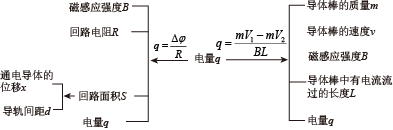 磁感应强度B
回路电阻R
通电导体的
位移x
导轨间距d
回路面积S
电量q
q=Δφ/R
电量q
q=mV₁−mV₂/BL
导体棒的质量m
导体棒的速度v
磁感应强度B
导体棒中有电流流
过的长度L
电量q